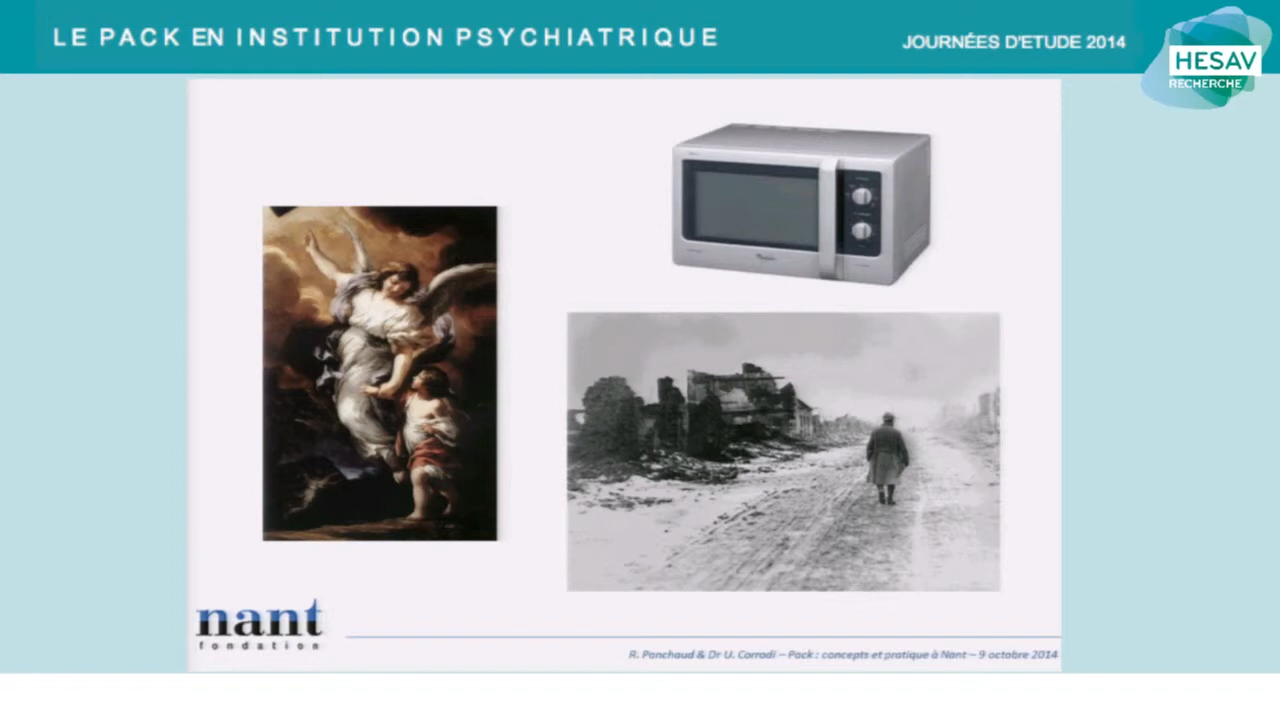 LE PACK EN INSTITUTION PSYCHIATRIQUE
JOURNÉES D'ETUDE 2014
HESAV
RECHERCHE
nant
fondation
R. Panchaud & Dr U. Corradi – Pack : concepts et pratique à Nant – 9 octobre 2014